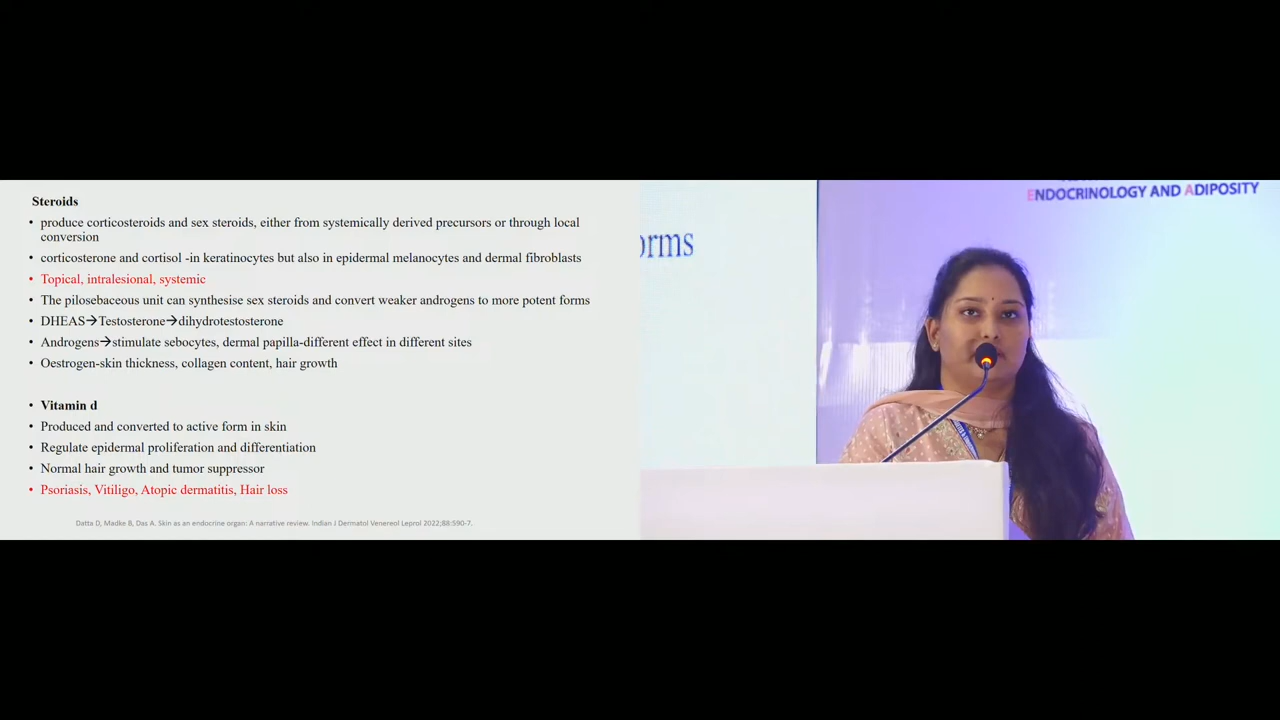 Steroids
• produce corticosteroids and sex steroids, either from systemically derived precursors or through local
conversion
• corticosterone and cortisol -in keratinocytes but also in epidermal melanocytes and dermal fibroblasts
• Topical, intralesional, systemic
• The pilosebaceous unit can synthesise sex steroids and convert weaker androgens to more potent forms
• DHEAS→Testosterone→dihydrotestosterone
• Androgens→stimulate sebocytes, dermal papilla-different effect in different sites
• Oestrogen-skin thickness, collagen content, hair growth
• Vitamin d
• Produced and converted to active form in skin
• Regulate epidermal proliferation and differentiation
• Normal hair growth and tumor suppressor
• Psoriasis, Vitiligo, Atopic dermatitis, Hair loss
Datta D, Madke B, Das A. Skin as an endocrine organ: A narrative review. Indian J Dermatol Venereol Leprol 2022;88:590-7.
ENDOCRINOLOGY AND ADIPOSITY
orms